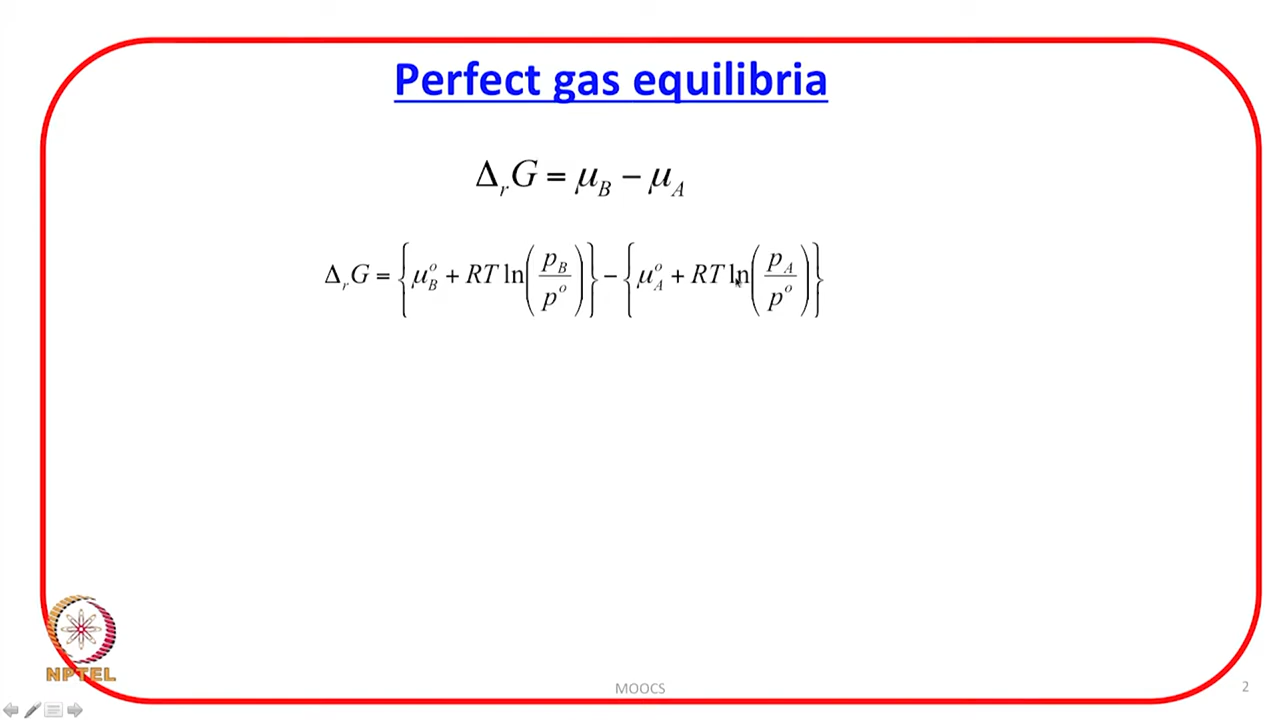 Perfect gas equilibria
Δ_r G = μ_B − μ_A
Δ_r G = {μ_B^o + RT ln(p_B / p^o)} − {μ_A^o + RT ln(p_A / p^o)}
NPTEL
MOOCS
2